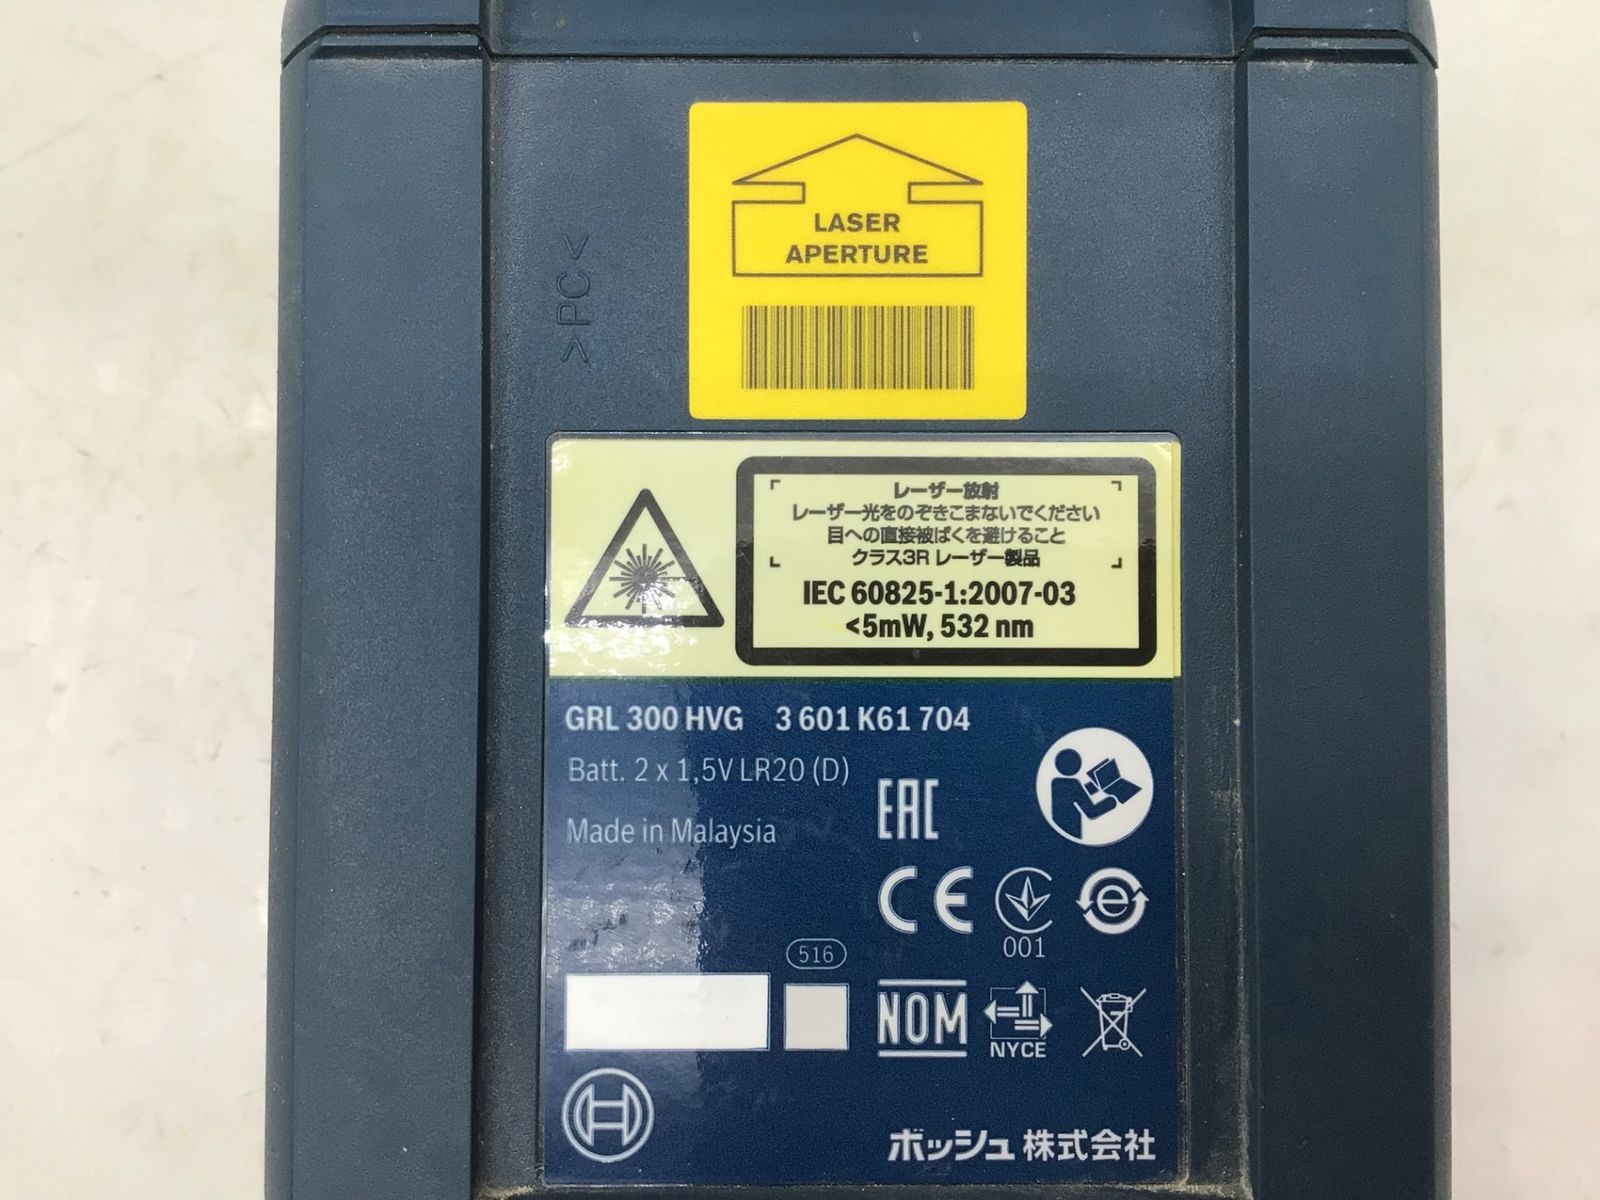 LASER
APERTURE
>PC<
レーザー放射
レーザー光をのぞきこまないでください
目への直接被ばくを避けること
クラス3R レーザー製品
IEC 60825-1:2007-03
<5mW, 532 nm
GRL 300 HVG 3 601 K61 704
Batt. 2 x 1,5V LR20 (D)
Made in Malaysia
EAC
CE
001
e
516
NOM
NYCE
ボッシュ株式会社